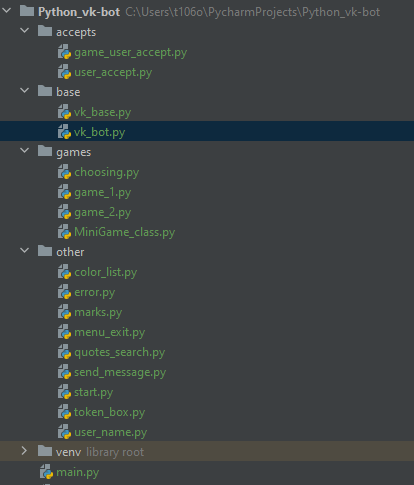 Python_vk-bot C:\Users\t106o\PycharmProjects\Python_vk-bot
accepts
game_user_accept.py
user_accept.py
base
vk_base.py
vk_bot.py
games
choosing.py
game_1.py
game_2.py
MiniGame_class.py
other
color_list.py
error.py
marks.py
menu_exit.py
quotes_search.py
send_message.py
start.py
token_box.py
user_name.py
venv library root
main.py